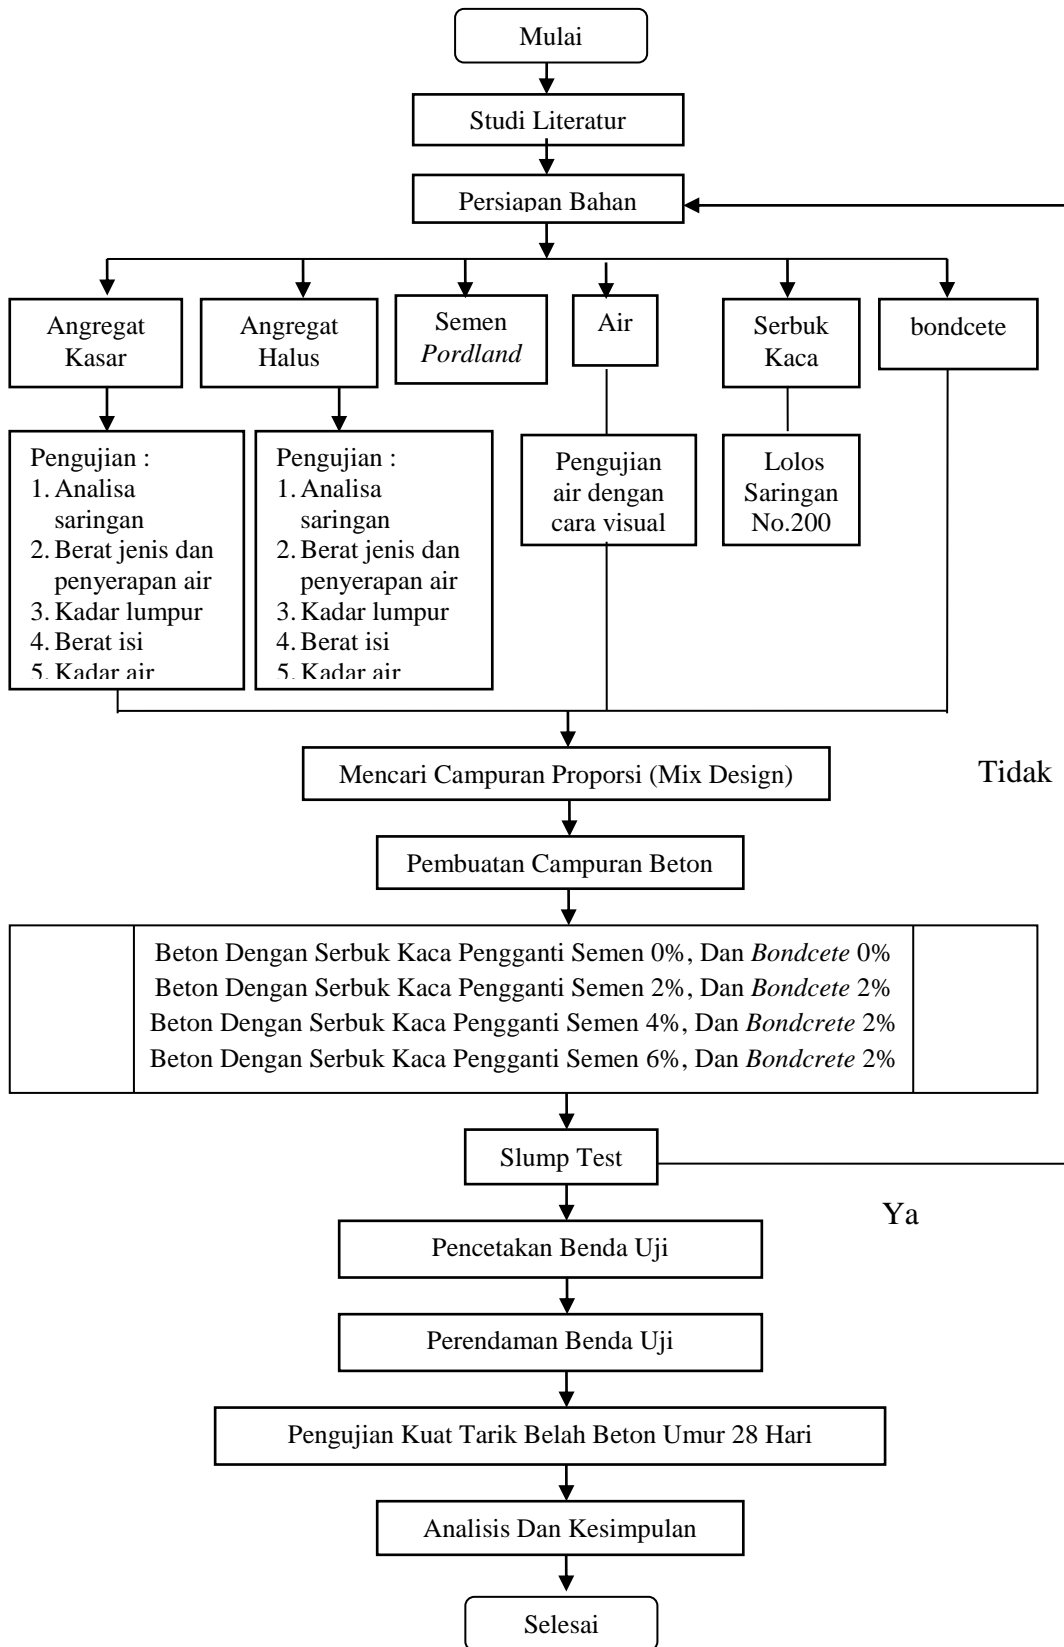 Mulai
Studi Literatur
Persiapan Bahan
Angregat
Kasar
Angregat
Halus
Semen
Pordland
Air
Serbuk
Kaca
bondcete
Pengujian :
1. Analisa
saringan
2. Berat jenis dan
penyerapan air
3. Kadar lumpur
4. Berat isi
5. Kadar air
Pengujian :
1. Analisa
saringan
2. Berat jenis dan
penyerapan air
3. Kadar lumpur
4. Berat isi
5. Kadar air
Pengujian
air dengan
cara visual
Lolos
Saringan
No.200
Mencari Campuran Proporsi (Mix Design)
Tidak
Pembuatan Campuran Beton
Beton Dengan Serbuk Kaca Pengganti Semen 0%, Dan Bondcete 0%
Beton Dengan Serbuk Kaca Pengganti Semen 2%, Dan Bondcete 2%
Beton Dengan Serbuk Kaca Pengganti Semen 4%, Dan Bondcrete 2%
Beton Dengan Serbuk Kaca Pengganti Semen 6%, Dan Bondcrete 2%
Slump Test
Ya
Pencetakan Benda Uji
Perendaman Benda Uji
Pengujian Kuat Tarik Belah Beton Umur 28 Hari
Analisis Dan Kesimpulan
Selesai